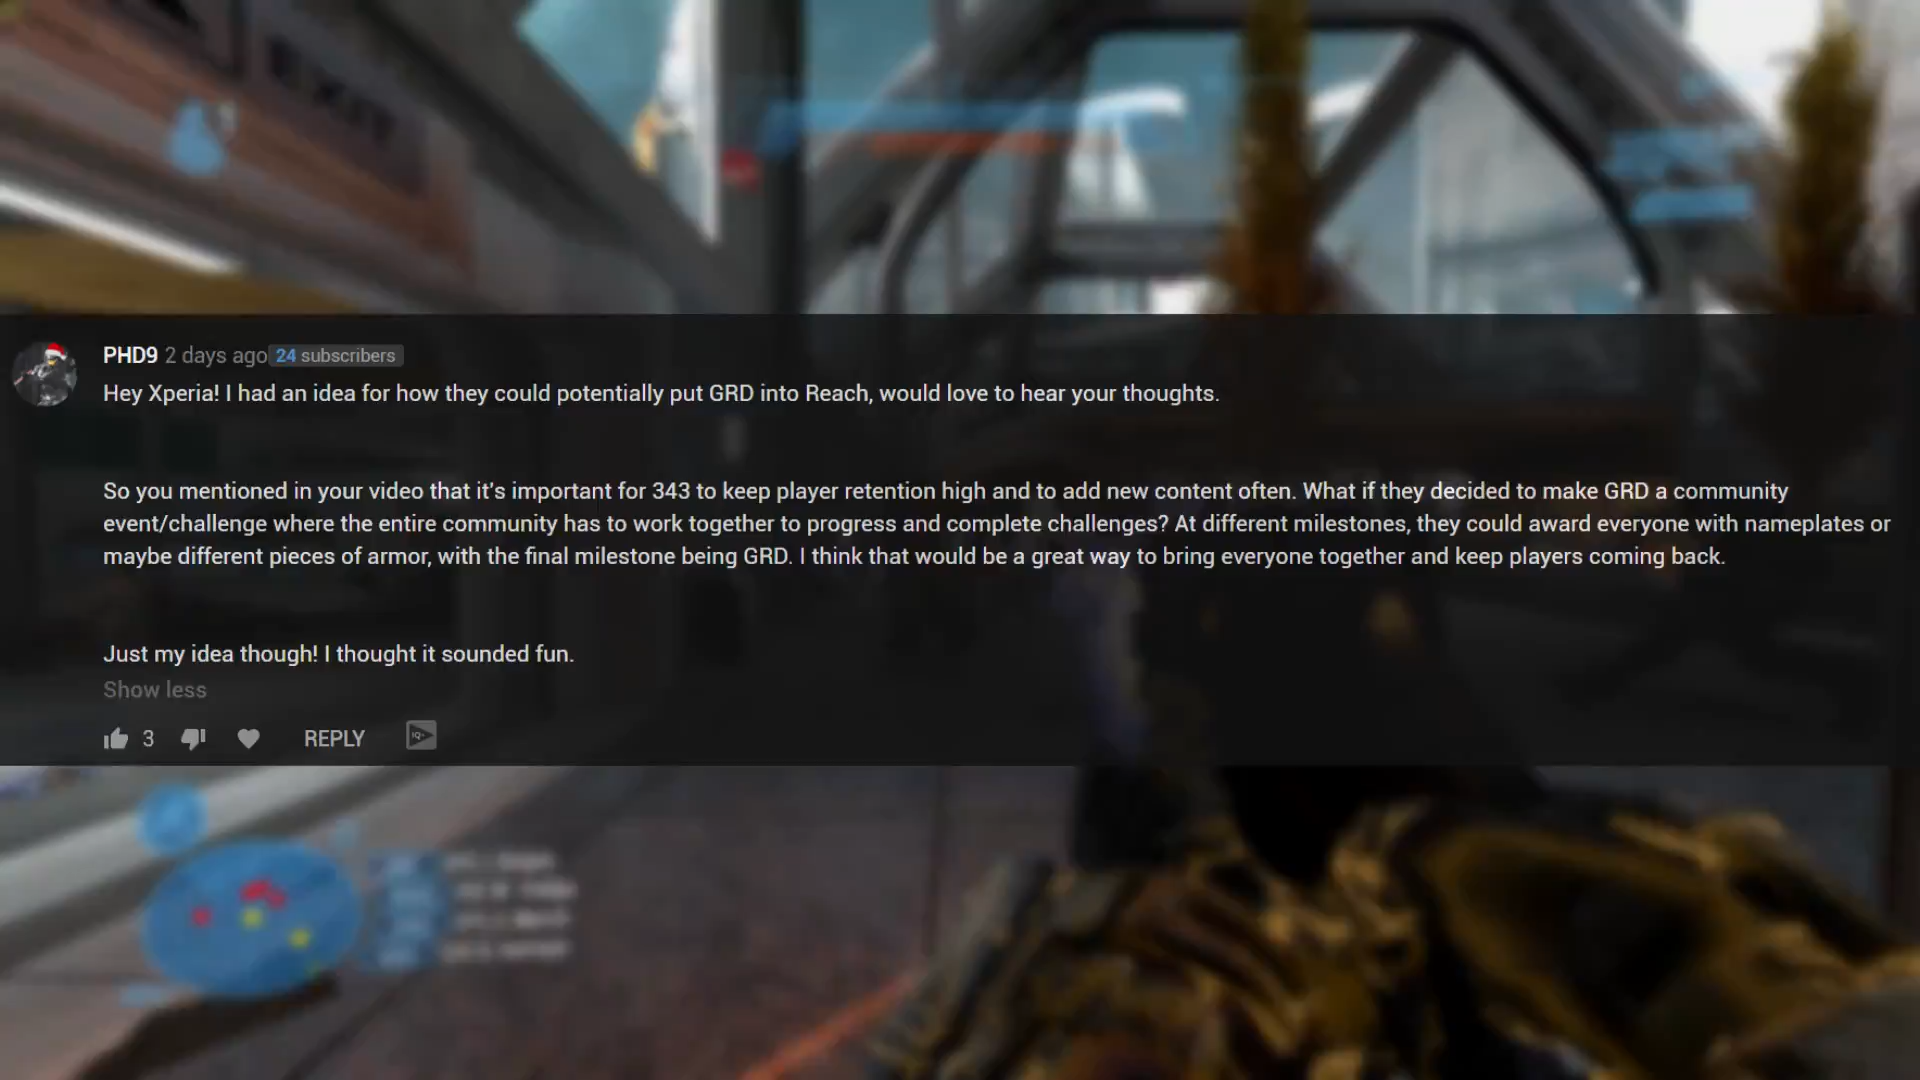 EXIT
PHD9 2 days ago 24 subscribers
Hey Xperia! I had an idea for how they could potentially put GRD into Reach, would love to hear your thoughts.
So you mentioned in your video that it's important for 343 to keep player retention high and to add new content often. What if they decided to make GRD a community
event/challenge where the entire community has to work together to progress and complete challenges? At different milestones, they could award everyone with nameplates or
maybe different pieces of armor, with the final milestone being GRD. I think that would be a great way to bring everyone together and keep players coming back.
Just my idea though! I thought it sounded fun.
Show less
3 REPLY